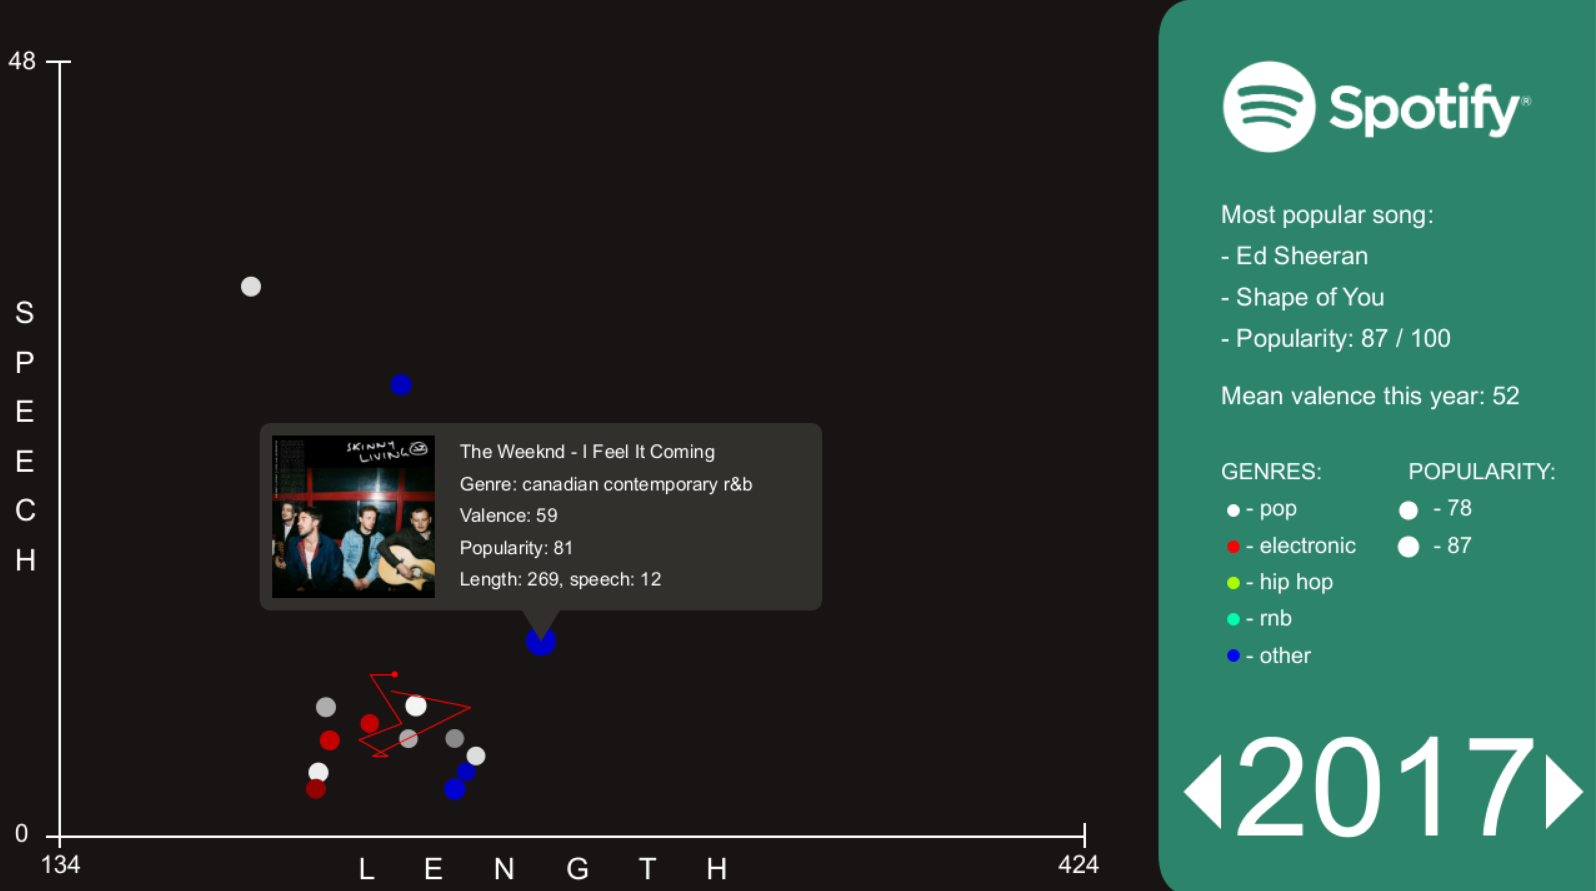 48
S
P
E
E
C
H
0
134
L E N G T H
424
SKINNY
LIVING
The Weeknd - I Feel It Coming
Genre: canadian contemporary r&b
Valence: 59
Popularity: 81
Length: 269, speech: 12
Spotify®
Most popular song:
- Ed Sheeran
- Shape of You
- Popularity: 87 / 100
Mean valence this year: 52
GENRES:
- pop
- electronic
- hip hop
- rnb
- other
POPULARITY:
- 78
- 87
2017